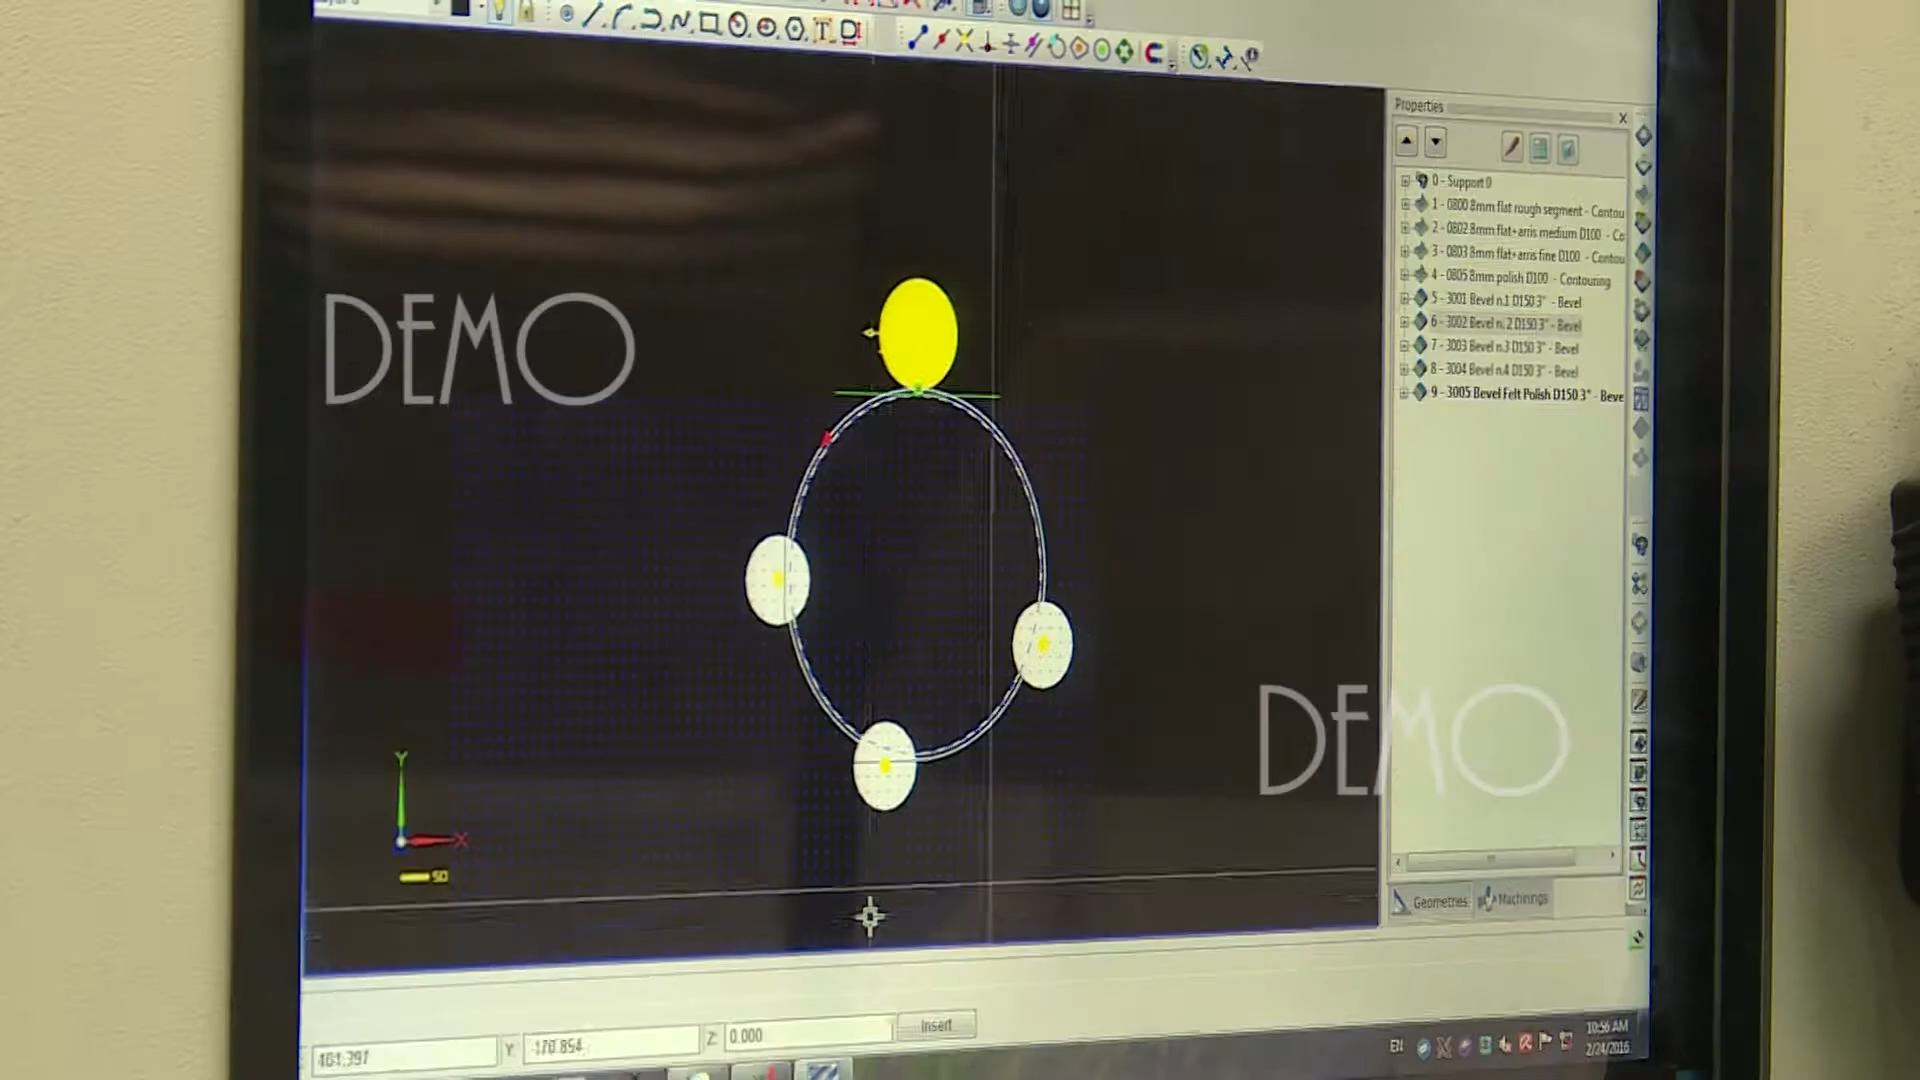 T D
Properties
0 - Support 0
1 - 0800 8mm flat rough segment - Contou
2 - 0802 8mm flat+arris medium D100 - Co
3 - 0803 8mm flat+arris fine D100 - Contou
4 - 0805 8mm polish D100 - Contouring
5 - 3001 Bevel n.1 D150 3" - Bevel
6 - 3002 Bevel n.2 D150 3" - Bevel
7 - 3003 Bevel n.3 D150 3" - Bevel
8 - 3004 Bevel n.4 D150 3" - Bevel
9 - 3005 Bevel Felt Polish D150 3" - Beve
DEMO
DEMO
Y
X
50
Geometries Machinings
Y: -170.854 Z: 0.000 Insert
EN
10:56 AM
2/24/2016